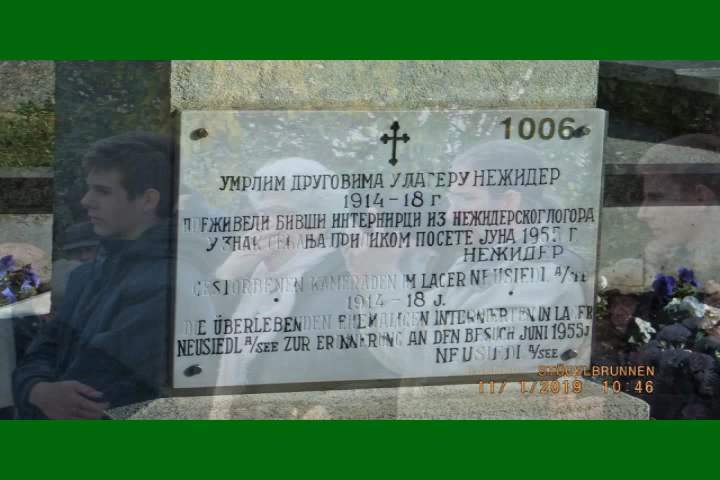 1006
УМРЛИМ ДРУГОВИМА У ЛАГЕРУ НЕЖИДЕР
1914-18 Г
ПРЕЖИВЕЛИ БИВШИ ИНТЕРНИРЦИ ИЗ НЕЖИДЕРСКОГ ЛОГОРА
У ЗНАК СЕЋАЊА ПРИЛИКОМ ПОСЕТЕ ЈУНА 1955 Г
НЕЖИДЕР
GESTORBENEN KAMERADEN IM LAGER NEUSIEDL A/SEE
1914-18 J.
DIE ÜBERLEBENDEN EHEMALIGEN INTERNIERTEN IN LAGER
NEUSIEDL A/SEE ZUR ERINNERUNG AN DEN BESUCH JUNI 1955 J
NEUSIEDL A/SEE
STÖCKLBRUNNEN
11/ 1/2019 10:46